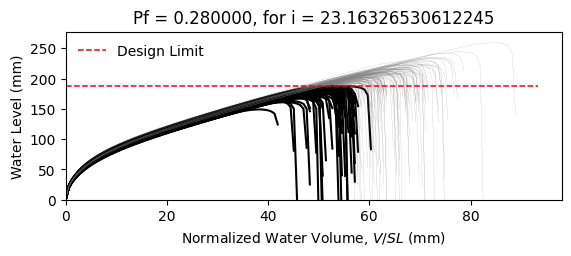 Pf = 0.280000, for i = 23.16326530612245
Water Level (mm)
250
200
150
100
50
0
Design Limit
0 20 40 60 80
Normalized Water Volume, V/SL (mm)